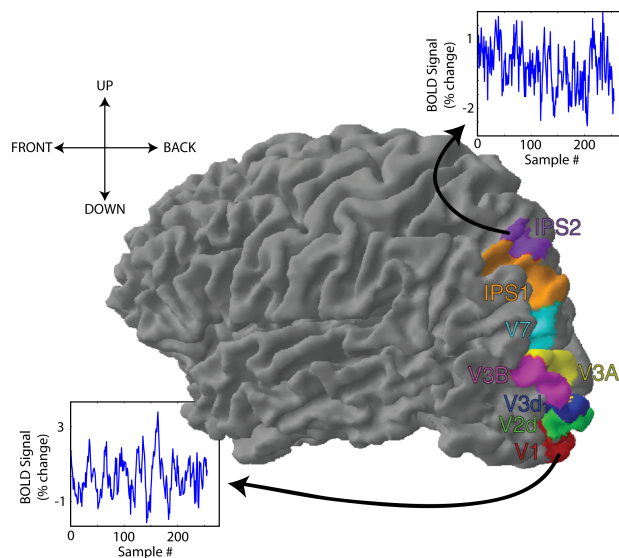 1
-2
BOLD Signal
(% change)
0 100 200
Sample #
UP
FRONT BACK
DOWN
IPS2
IPS1
V7
V3B V3A
V3d
V2d
V1
3
-1
BOLD Signal
(% change)
0 100 200
Sample #